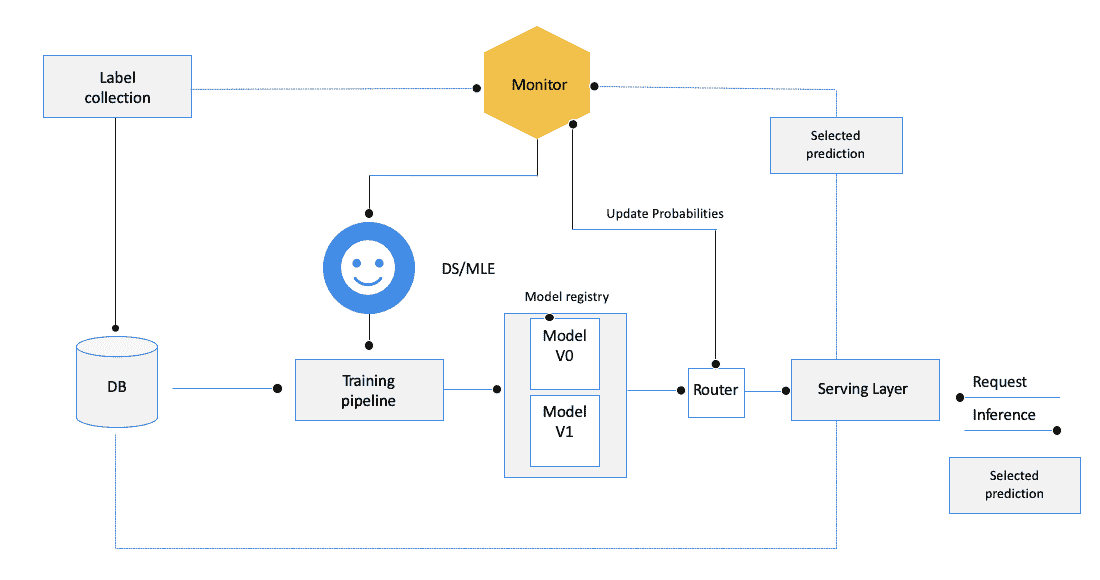 Label
collection
Monitor
Selected
prediction
Update Probabilities
DS/MLE
Model registry
Model
V0
DB
Training
pipeline
Model
V1
Router
Serving Layer
Request
Inference
Selected
prediction